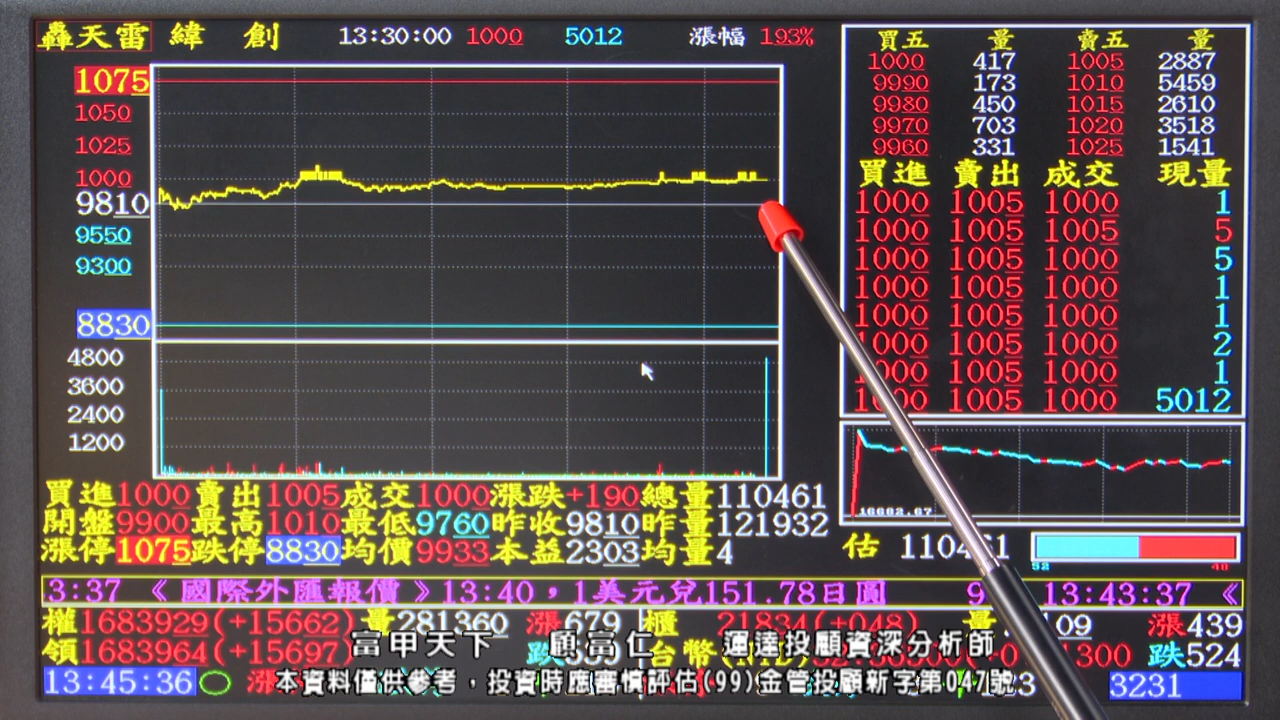 轟天雷 緯 創 13:30:00 1000 5012 漲幅 193%
1075
1050
1025
1000
9810
9550
9300
8830
4800
3600
2400
1200
買五 量 賣五 量
1000 417 1005 2887
9990 173 1010 5459
9980 450 1015 2610
9970 703 1020 3518
9960 331 1025 1541
買進 賣出 成交 現量
1000 1005 1000 1
1000 1005 1005 5
1000 1005 1000 5
1000 1005 1000 1
1000 1005 1000 1
1000 1005 1000 2
1000 1005 1000 1
1000 1005 1000 5012
16682.67
買進1000賣出1005成交1000漲跌+190總量110461
開盤9900最高1010最低9760昨收9810昨量121932
漲停1075跌停8830均價9933本益2303均量4
估 110461
52 48
3:37 《國際外匯報價》13:40，1美元兌151.78日圓 13:43:37 《
權1683929(+15662)量281360 漲679 櫃 21834(+048) 量 109 漲439
領1683964(+15697) 跌 台幣(NTD) 1300 跌524
富甲天下 顧富仁 運達投顧資深分析師
13:45:36 漲 3231
本資料僅供參考，投資時應審慎評估(99)金管投顧新字第047號